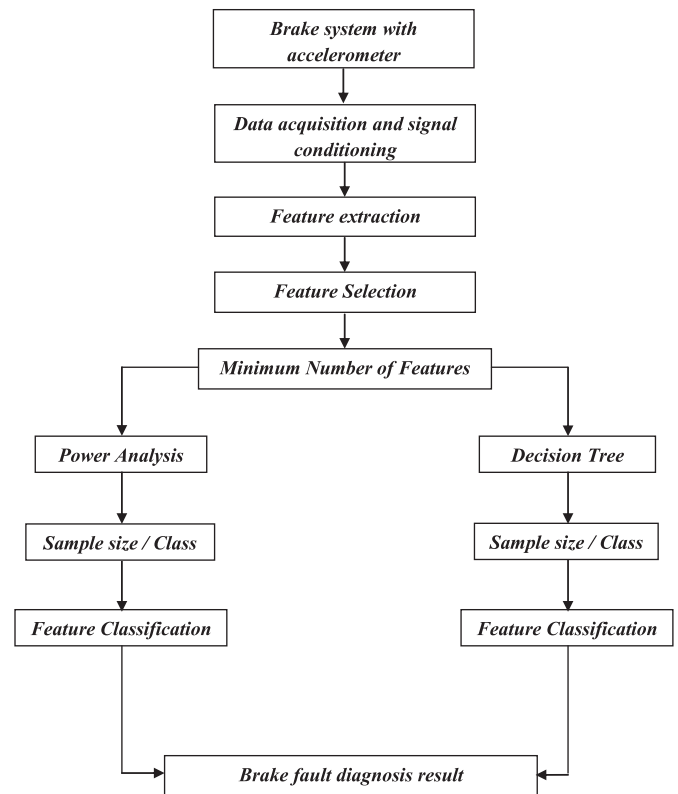 Brake system with
accelerometer
Data acquisition and signal
conditioning
Feature extraction
Feature Selection
Minimum Number of Features
Power Analysis
Decision Tree
Sample size / Class
Sample size / Class
Feature Classification
Feature Classification
Brake fault diagnosis result